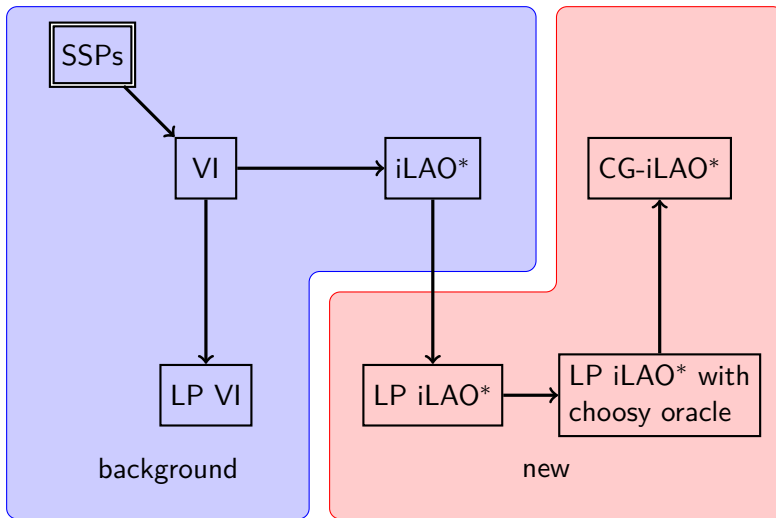 SSPs
VI
iLAO*
CG-iLAO*
LP VI
LP iLAO*
LP iLAO* with
choosy oracle
background
new